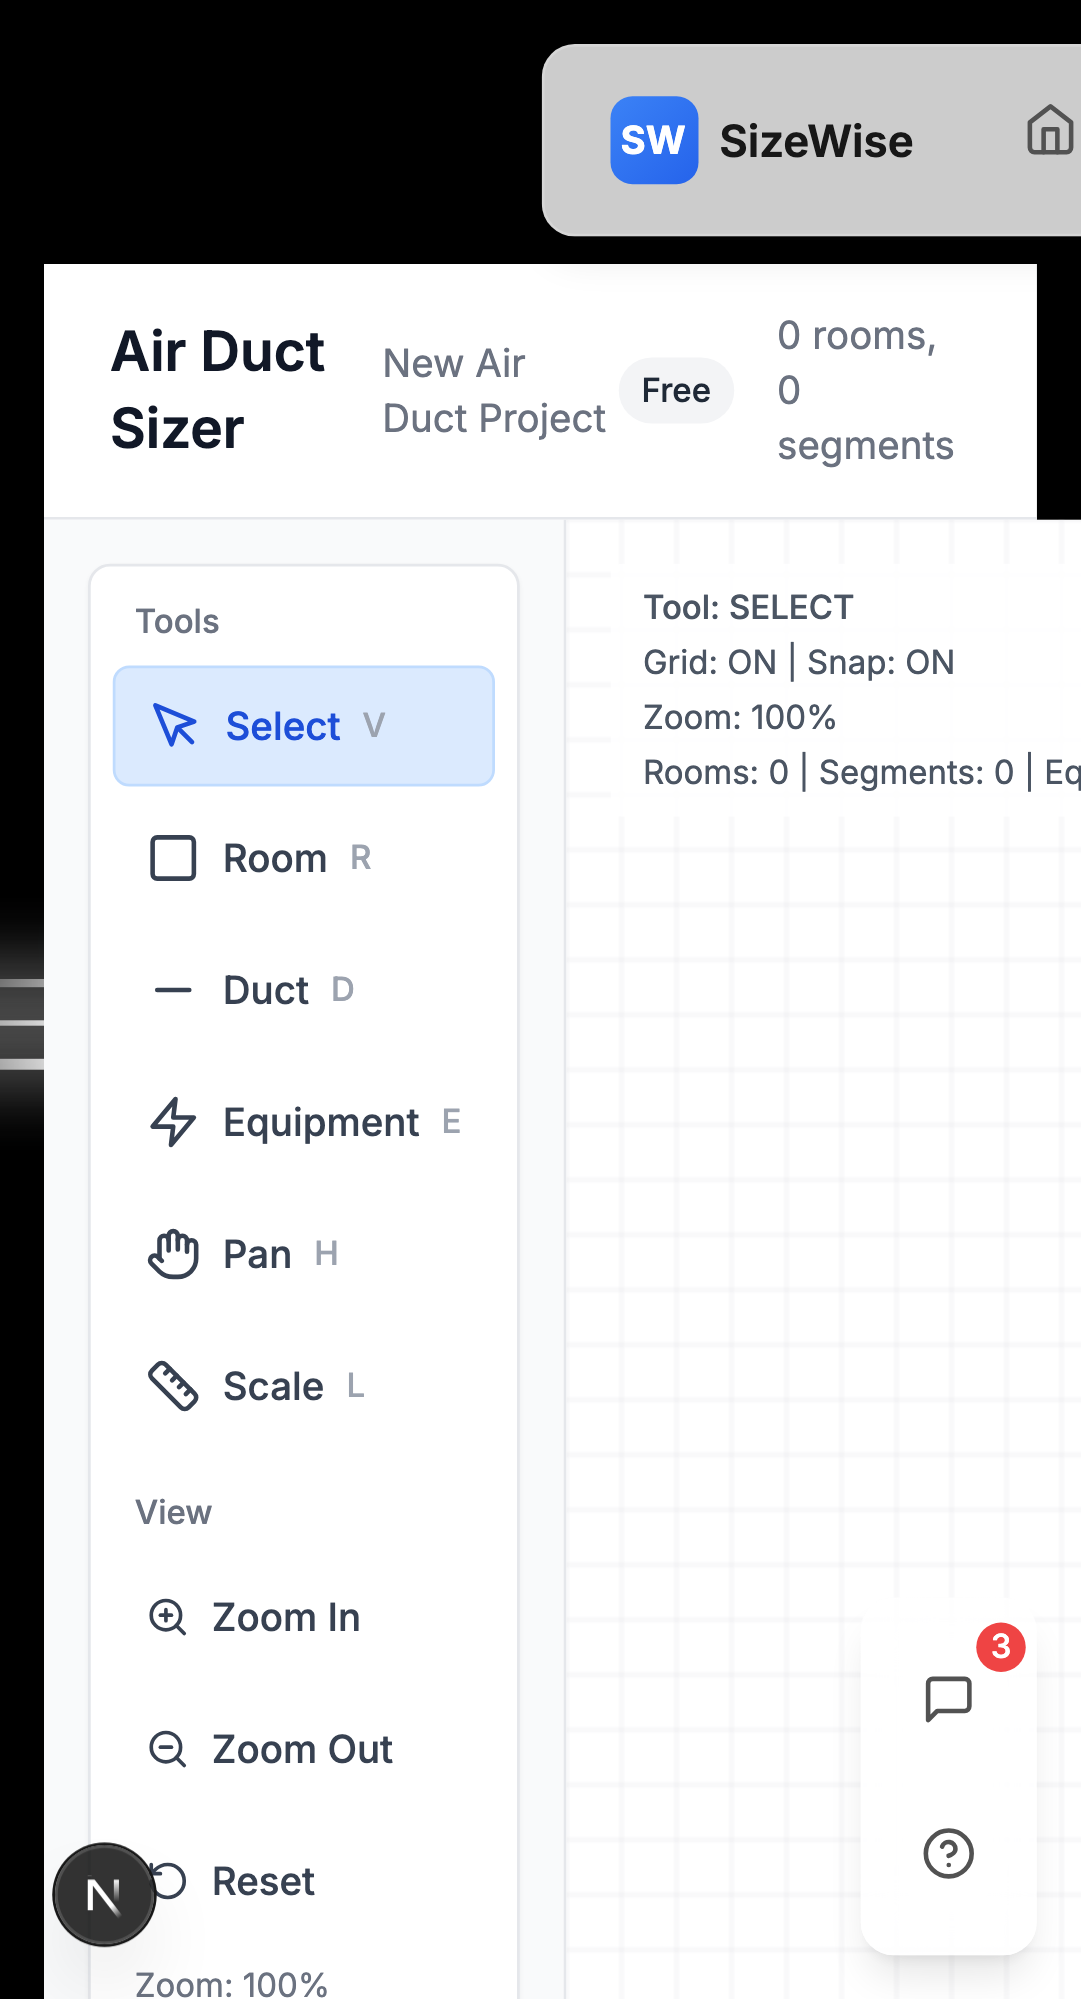 SW SizeWise
Air Duct
Sizer
New Air
Duct Project
Free
0 rooms,
0
segments
Tools
Select V
Room R
Duct D
Equipment E
Pan H
Scale L
View
Zoom In
Zoom Out
Reset
Zoom: 100%
Tool: SELECT
Grid: ON | Snap: ON
Zoom: 100%
Rooms: 0 | Segments: 0 | Eq
3
N